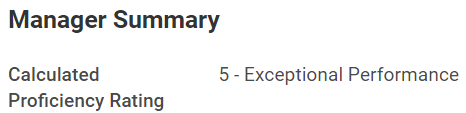 Manager Summary
Calculated 5 - Exceptional Performance
Proficiency Rating